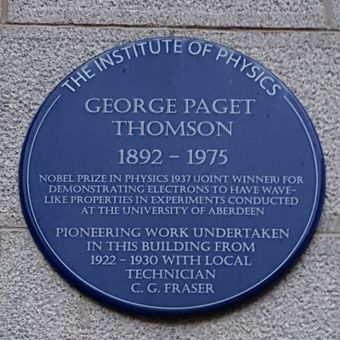 THE INSTITUTE OF PHYSICS
GEORGE PAGET
THOMSON
1892 – 1975
NOBEL PRIZE IN PHYSICS 1937 (JOINT WINNER) FOR
DEMONSTRATING ELECTRONS TO HAVE WAVE-
LIKE PROPERTIES IN EXPERIMENTS CONDUCTED
AT THE UNIVERSITY OF ABERDEEN
PIONEERING WORK UNDERTAKEN
IN THIS BUILDING FROM
1922 – 1930 WITH LOCAL
TECHNICIAN
C. G. FRASER